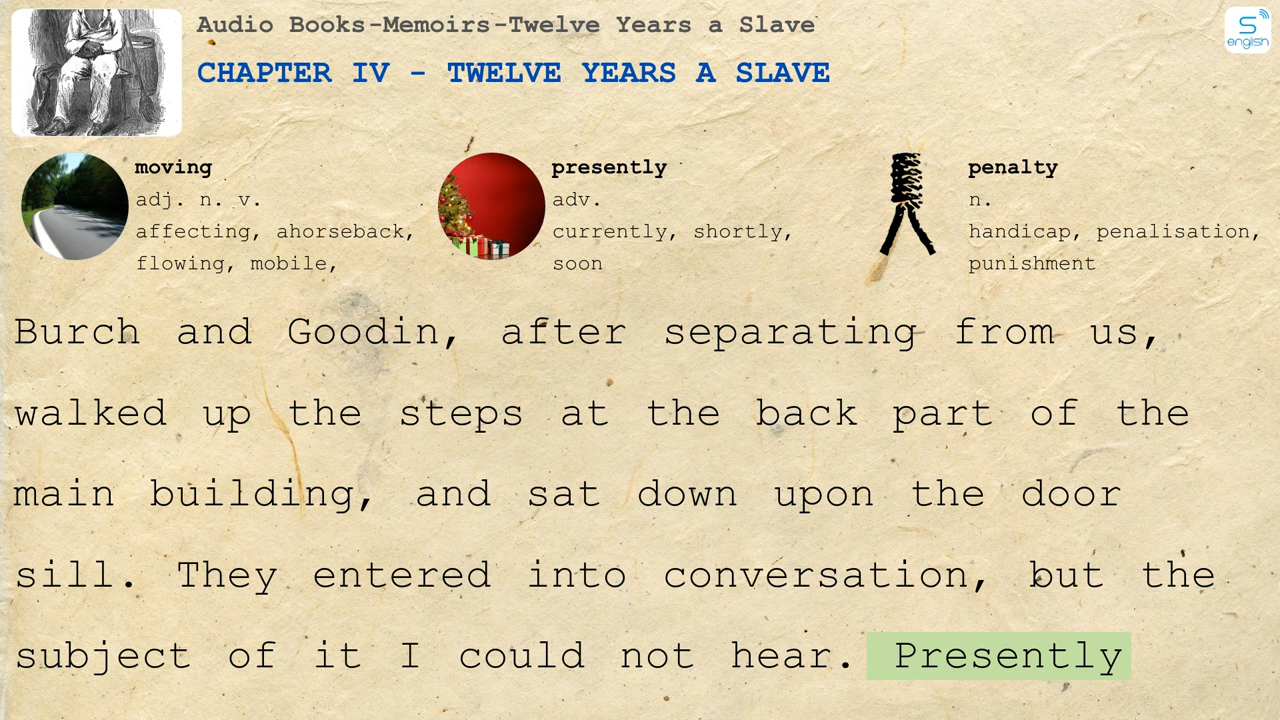 Audio Books-Memoirs-Twelve Years a Slave
CHAPTER IV - TWELVE YEARS A SLAVE
S
english
moving
adj. n. v.
affecting, ahorseback,
flowing, mobile,
presently
adv.
currently, shortly,
soon
penalty
n.
handicap, penalisation,
punishment
Burch and Goodin, after separating from us,
walked up the steps at the back part of the
main building, and sat down upon the door
sill. They entered into conversation, but the
subject of it I could not hear. Presently